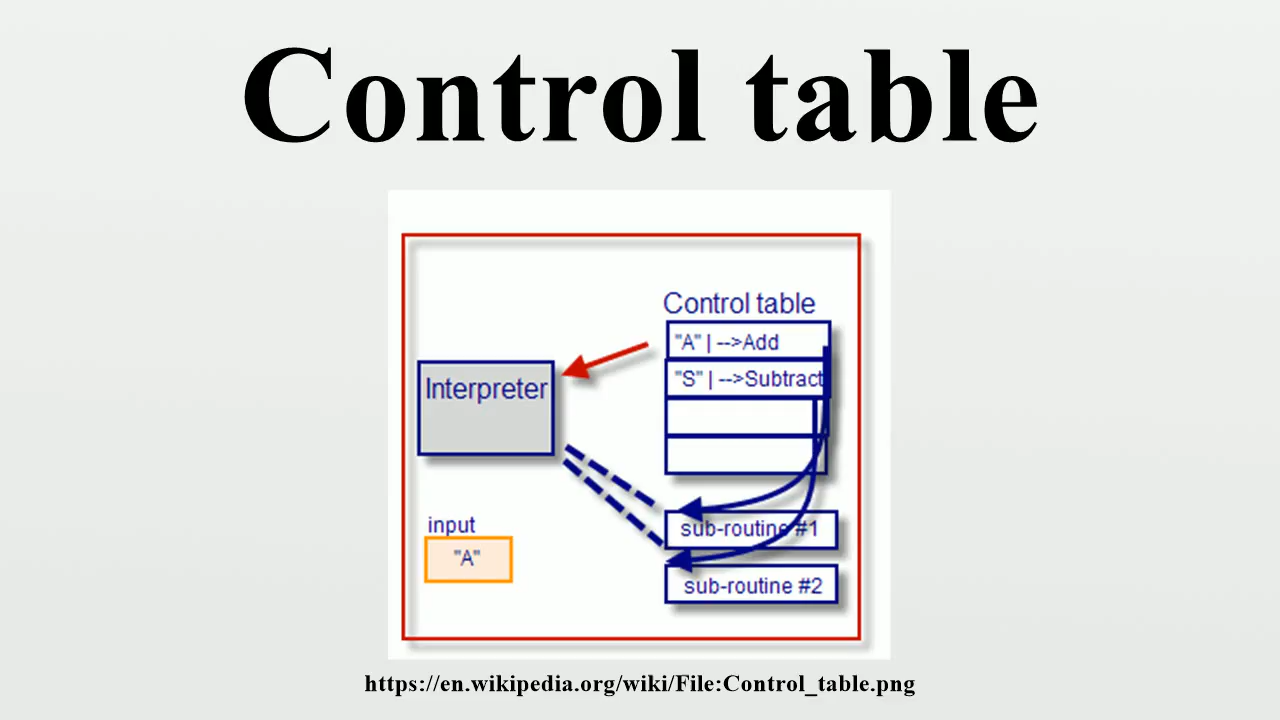 Control table
Control table
"A" | -->Add
"S" | -->Subtract
Interpreter
input
"A"
sub-routine #1
sub-routine #2
https://en.wikipedia.org/wiki/File:Control_table.png